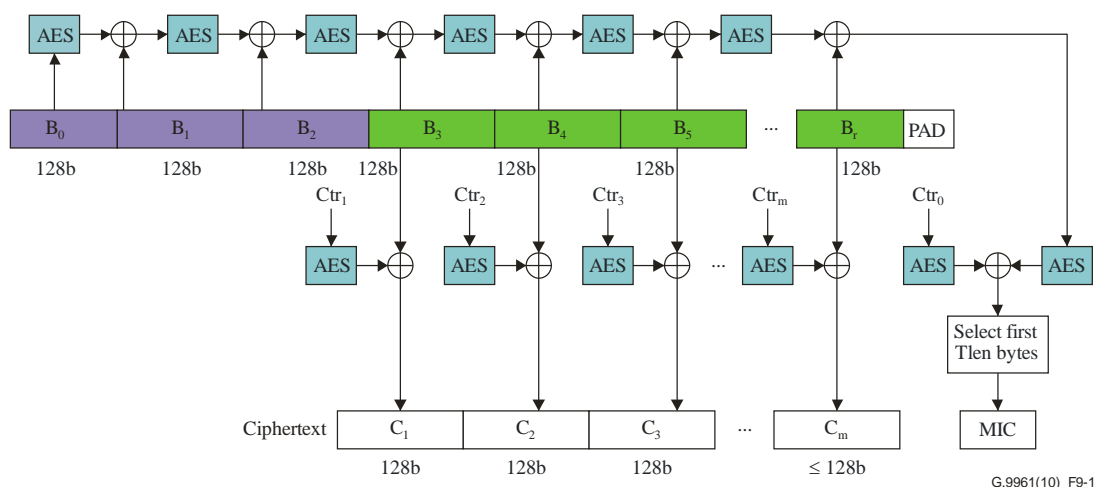 AES AES AES AES AES AES
B₀ B₁ B₂ B₃ B₄ B₅ ... Bᵣ PAD
128b 128b 128b 128b 128b 128b 128b
Ctr₁ Ctr₂ Ctr₃ Ctrₘ Ctr₀
AES AES AES ... AES AES AES
Select first
Tlen bytes
Ciphertext C₁ C₂ C₃ ... Cₘ MIC
128b 128b 128b ≤ 128b
G.9961(10)_F9-1